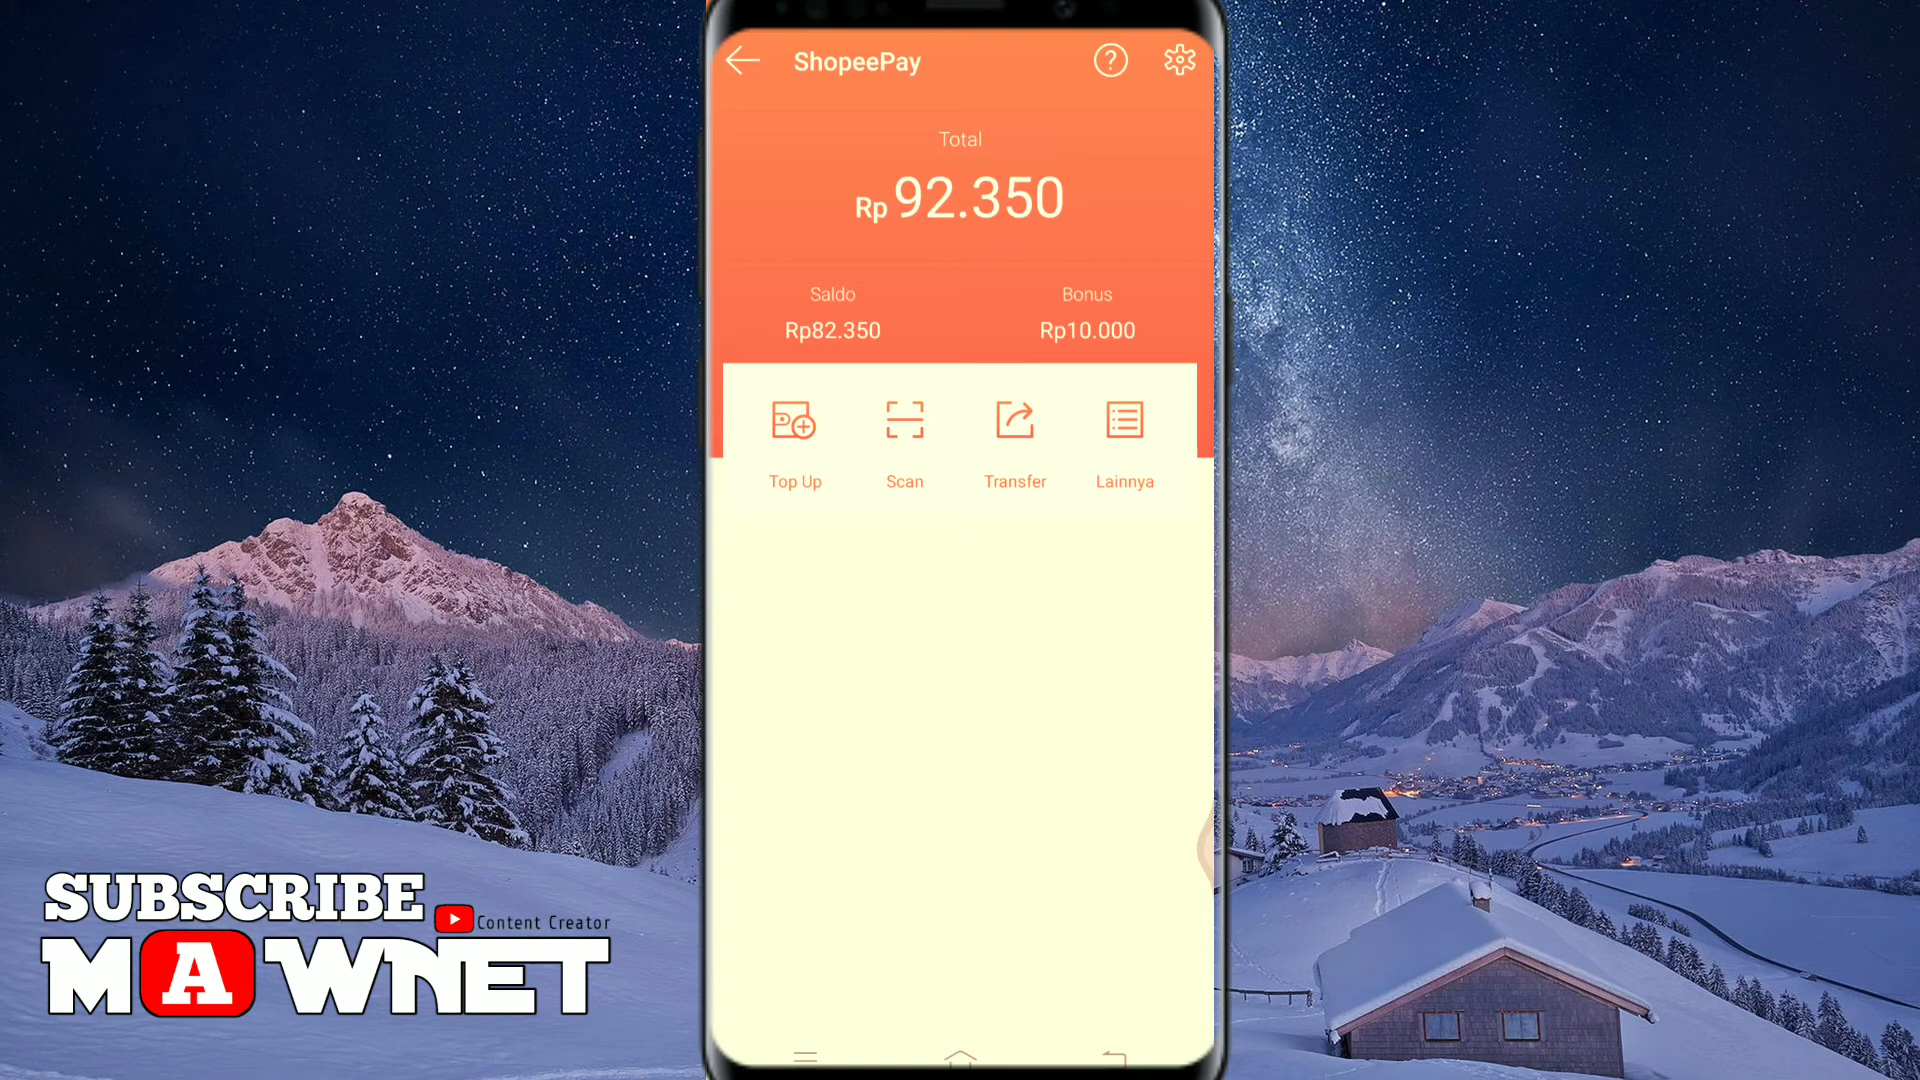 ShopeePay
Total
Rp 92.350
Saldo
Bonus
Rp82.350
Rp10.000
Top Up
Scan
Transfer
Lainnya
SUBSCRIBE
Content Creator
MAWNET